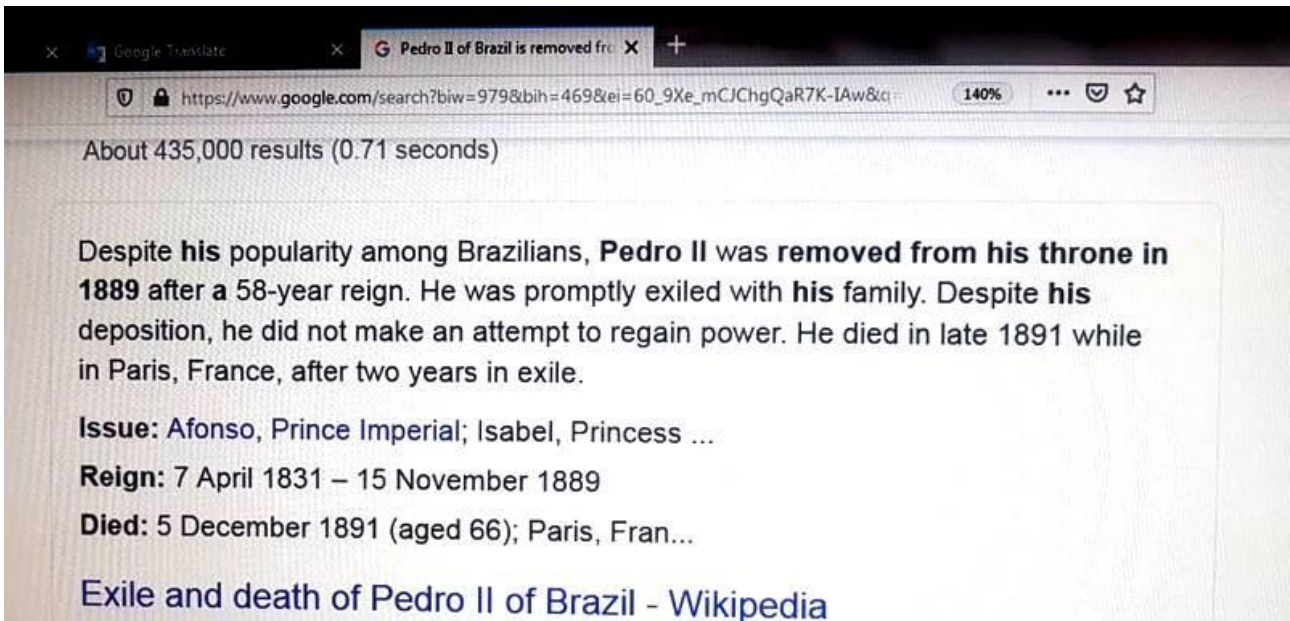 Google Translate
Pedro II of Brazil is removed fro
https://www.google.com/search?biw=979&bih=469&ei=60_9Xe_mCJChgQaR7K-IAw&q=
140%
About 435,000 results (0.71 seconds)
Despite his popularity among Brazilians, Pedro II was removed from his throne in
1889 after a 58-year reign. He was promptly exiled with his family. Despite his
deposition, he did not make an attempt to regain power. He died in late 1891 while
in Paris, France, after two years in exile.
Issue: Afonso, Prince Imperial; Isabel, Princess ...
Reign: 7 April 1831 – 15 November 1889
Died: 5 December 1891 (aged 66); Paris, Fran...
Exile and death of Pedro II of Brazil - Wikipedia